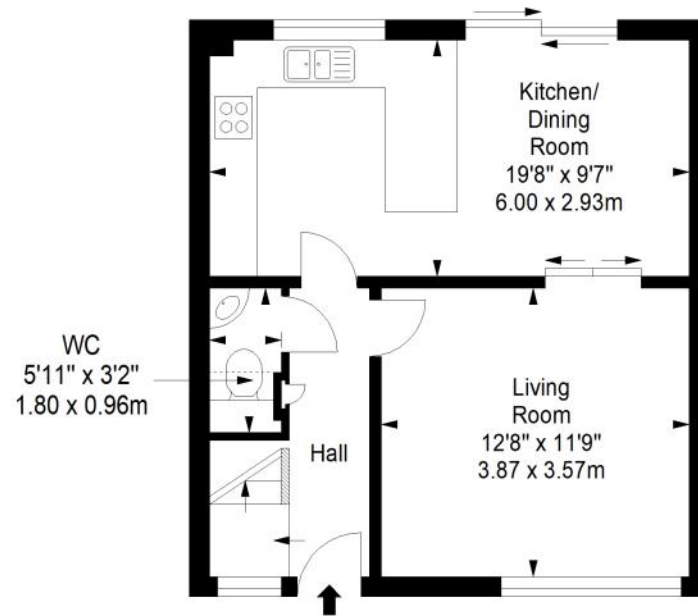 Kitchen/
Dining
Room
19'8" x 9'7"
6.00 x 2.93m
WC
5'11" x 3'2"
1.80 x 0.96m
Hall
Living
Room
12'8" x 11'9"
3.87 x 3.57m